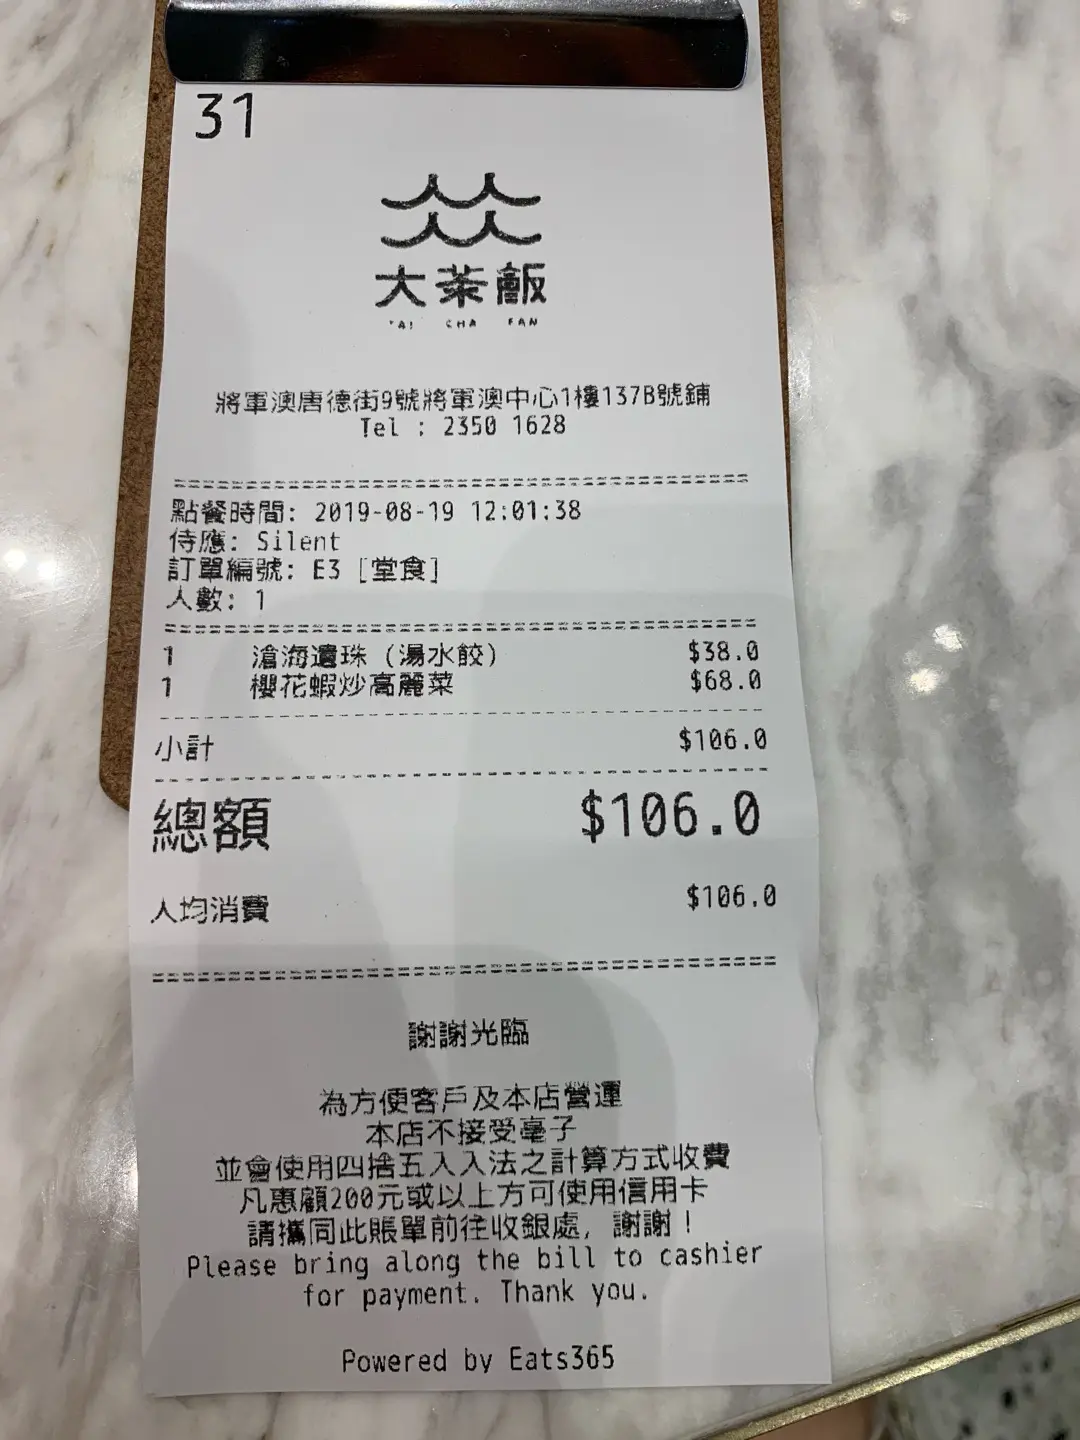 31
大茶飯
TAI CHA FAN
將軍澳唐德街9號將軍澳中心1樓137B號鋪
Tel : 2350 1628
點餐時間: 2019-08-19 12:01:38
侍應: Silent
訂單編號: E3 [堂食]
人數: 1
1 滄海遺珠 (湯水餃) $38.0
1 櫻花蝦炒高麗菜 $68.0
小計 $106.0
總額 $106.0
人均消費 $106.0
謝謝光臨
為方便客戶及本店營運
本店不接受毫子
並會使用四捨五入入法之計算方式收費
凡惠顧200元或以上方可使用信用卡
請攜同此賬單前往收銀處, 謝謝!
Please bring along the bill to cashier
for payment. Thank you.
Powered by Eats365